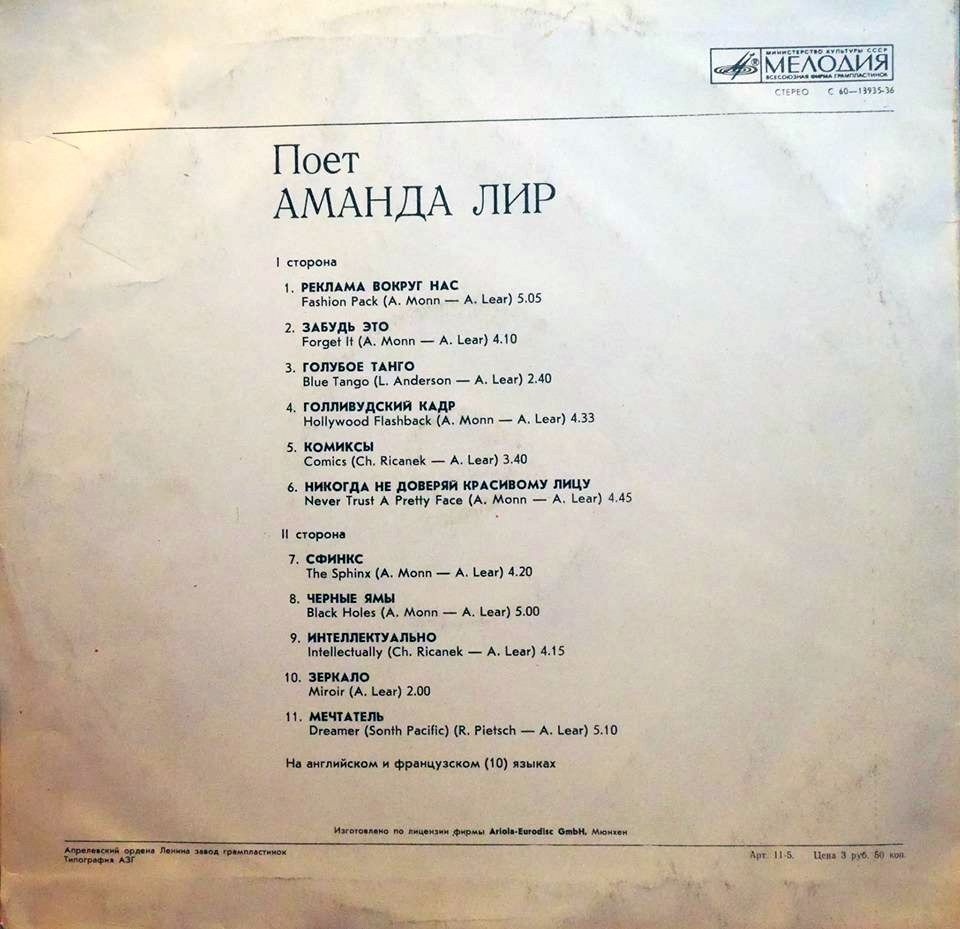 МИНИСТЕРСТВО КУЛЬТУРЫ СССР
МЕЛОДИЯ
ВСЕСОЮЗНАЯ ФИРМА ГРАМПЛАСТИНОК
СТЕРЕО С 60—13935-36
Поет
АМАНДА ЛИР
I сторона
1. РЕКЛАМА ВОКРУГ НАС
Fashion Pack (A. Monn — A. Lear) 5.05
2. ЗАБУДЬ ЭТО
Forget It (A. Monn — A. Lear) 4.10
3. ГОЛУБОЕ ТАНГО
Blue Tango (L. Anderson — A. Lear) 2.40
4. ГОЛЛИВУДСКИЙ КАДР
Hollywood Flashback (A. Monn — A. Lear) 4.33
5. КОМИКСЫ
Comics (Ch. Ricanek — A. Lear) 3.40
6. НИКОГДА НЕ ДОВЕРЯЙ КРАСИВОМУ ЛИЦУ
Never Trust A Pretty Face (A. Monn — A. Lear) 4.45
II сторона
7. СФИНКС
The Sphinx (A. Monn — A. Lear) 4.20
8. ЧЕРНЫЕ ЯМЫ
Black Holes (A. Monn — A. Lear) 5.00
9. ИНТЕЛЛЕКТУАЛЬНО
Intellectually (Ch. Ricanek — A. Lear) 4.15
10. ЗЕРКАЛО
Miroir (A. Lear) 2.00
11. МЕЧТАТЕЛЬ
Dreamer (Sonth Pacific) (R. Pietsch — A. Lear) 5.10
На английском и французском (10) языках
Изготовлено по лицензии фирмы Ariola-Eurodisc GmbH, Мюнхен
Апрелевский ордена Ленина завод грампластинок
Типография АЗГ
Арт. 11-5. Цена 3 руб. 50 коп.